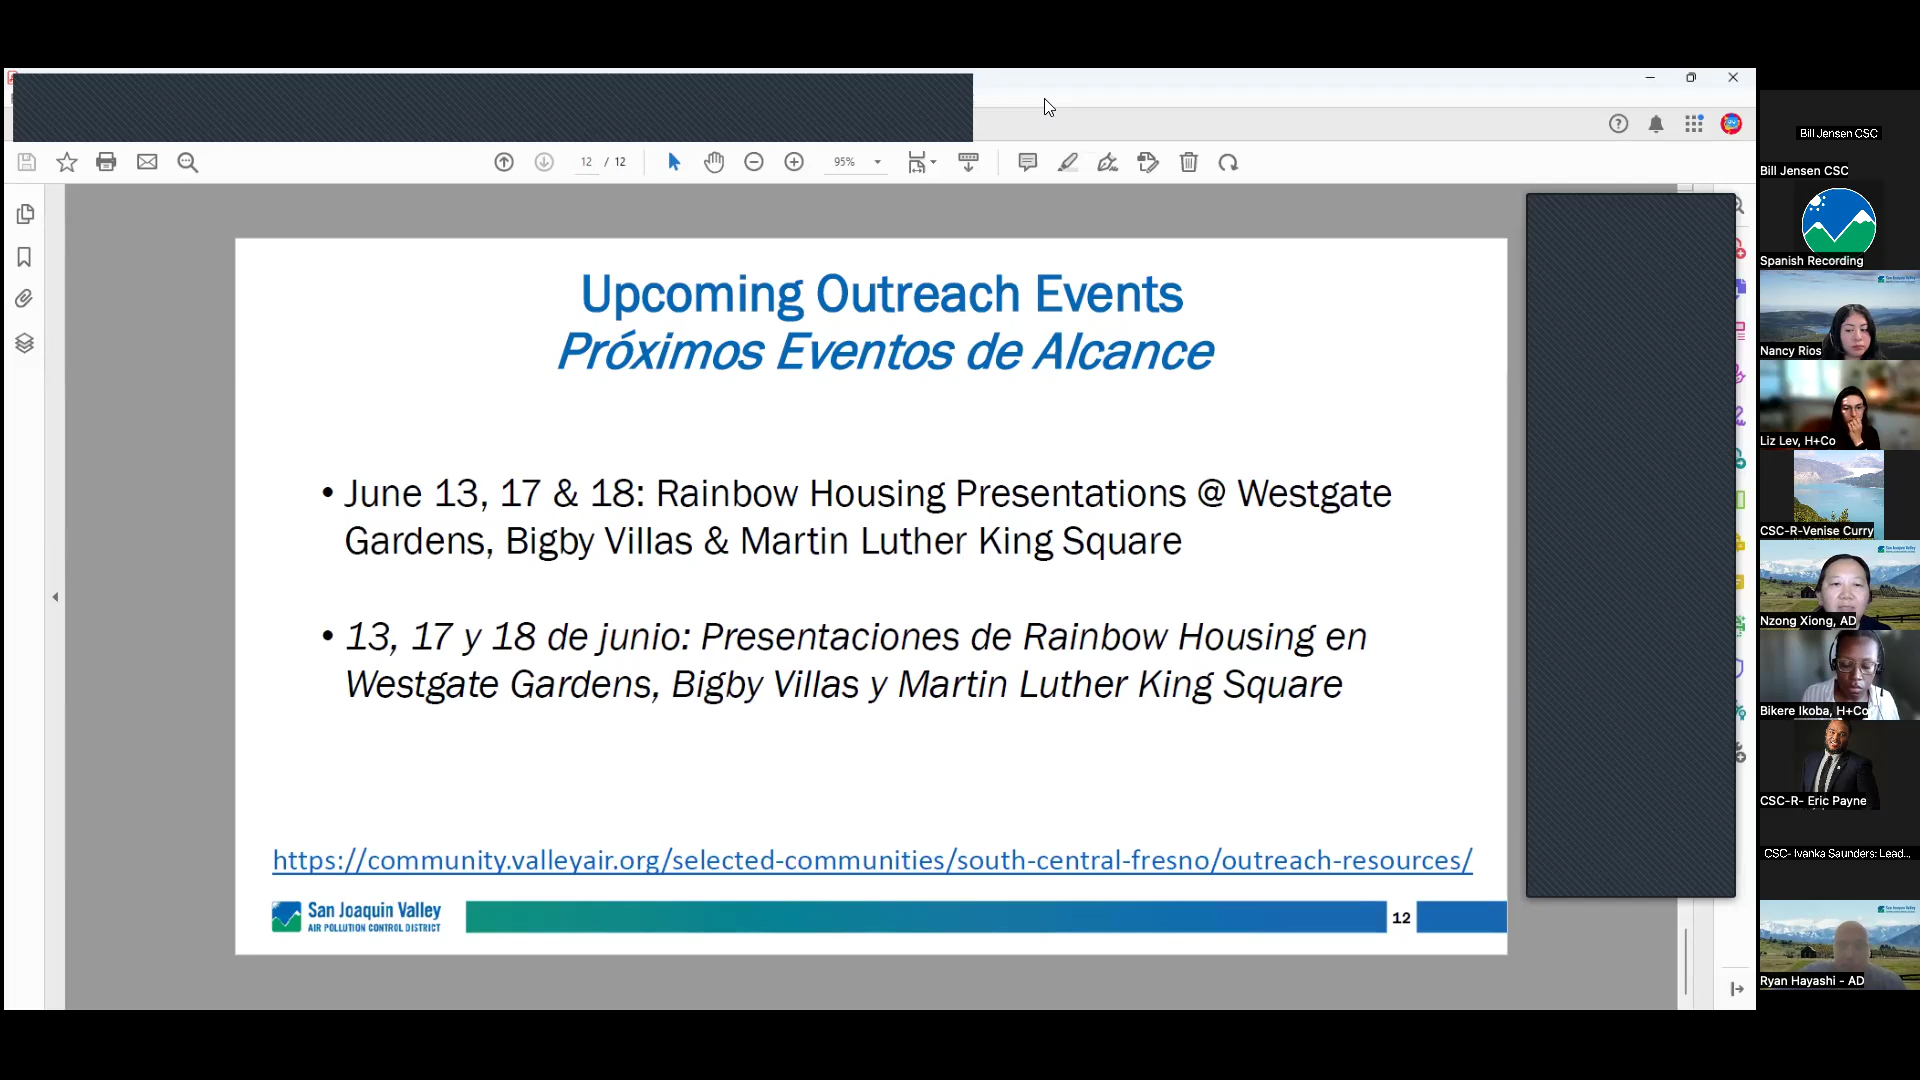 12 / 12
95%
Upcoming Outreach Events
Próximos Eventos de Alcance
• June 13, 17 & 18: Rainbow Housing Presentations @ Westgate
Gardens, Bigby Villas & Martin Luther King Square
• 13, 17 y 18 de junio: Presentaciones de Rainbow Housing en
Westgate Gardens, Bigby Villas y Martin Luther King Square
https://community.valleyair.org/selected-communities/south-central-fresno/outreach-resources/
San Joaquin Valley
AIR POLLUTION CONTROL DISTRICT
12
Bill Jensen CSC
Bill Jensen CSC
Spanish Recording
Nancy Rios
Liz Lev, H+Co
CSC-R-Venise Curry
Nzong Xiong, AD
Bikere Ikoba, H+Co
CSC-R- Eric Payne
CSC- Ivanka Saunders: Lead...
Ryan Hayashi - AD